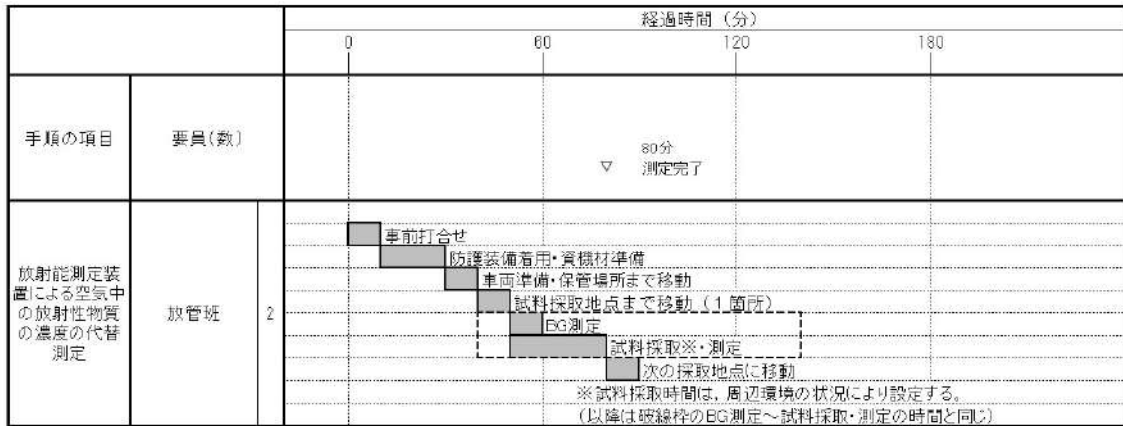 経過時間（分）
0
60
120
180
手順の項目
要員（数）
80分
▽ 測定完了
放射能測定装
置による空気中
の放射性物質
の濃度の代替
測定
放管班
2
事前打合せ
防護装備着用・資機材準備
車両準備・保管場所まで移動
試料採取地点まで移動（１箇所）
BG測定
試料採取※・測定
次の採取地点に移動
※試料採取時間は，周辺環境の状況により設定する。
（以降は破線枠のBG測定～試料採取・測定の時間と同じ）